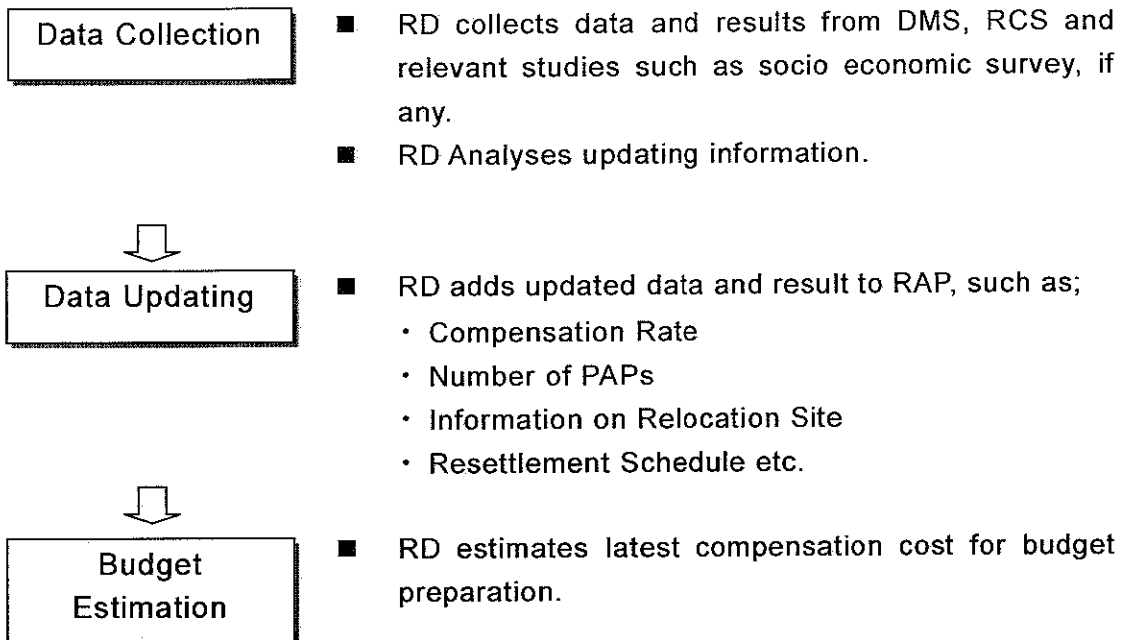 Data Collection
■ RD collects data and results from DMS, RCS and
relevant studies such as socio economic survey, if
any.
■ RD Analyses updating information.
Data Updating
■ RD adds updated data and result to RAP, such as;
・ Compensation Rate
・ Number of PAPs
・ Information on Relocation Site
・ Resettlement Schedule etc.
Budget
Estimation
■ RD estimates latest compensation cost for budget
preparation.